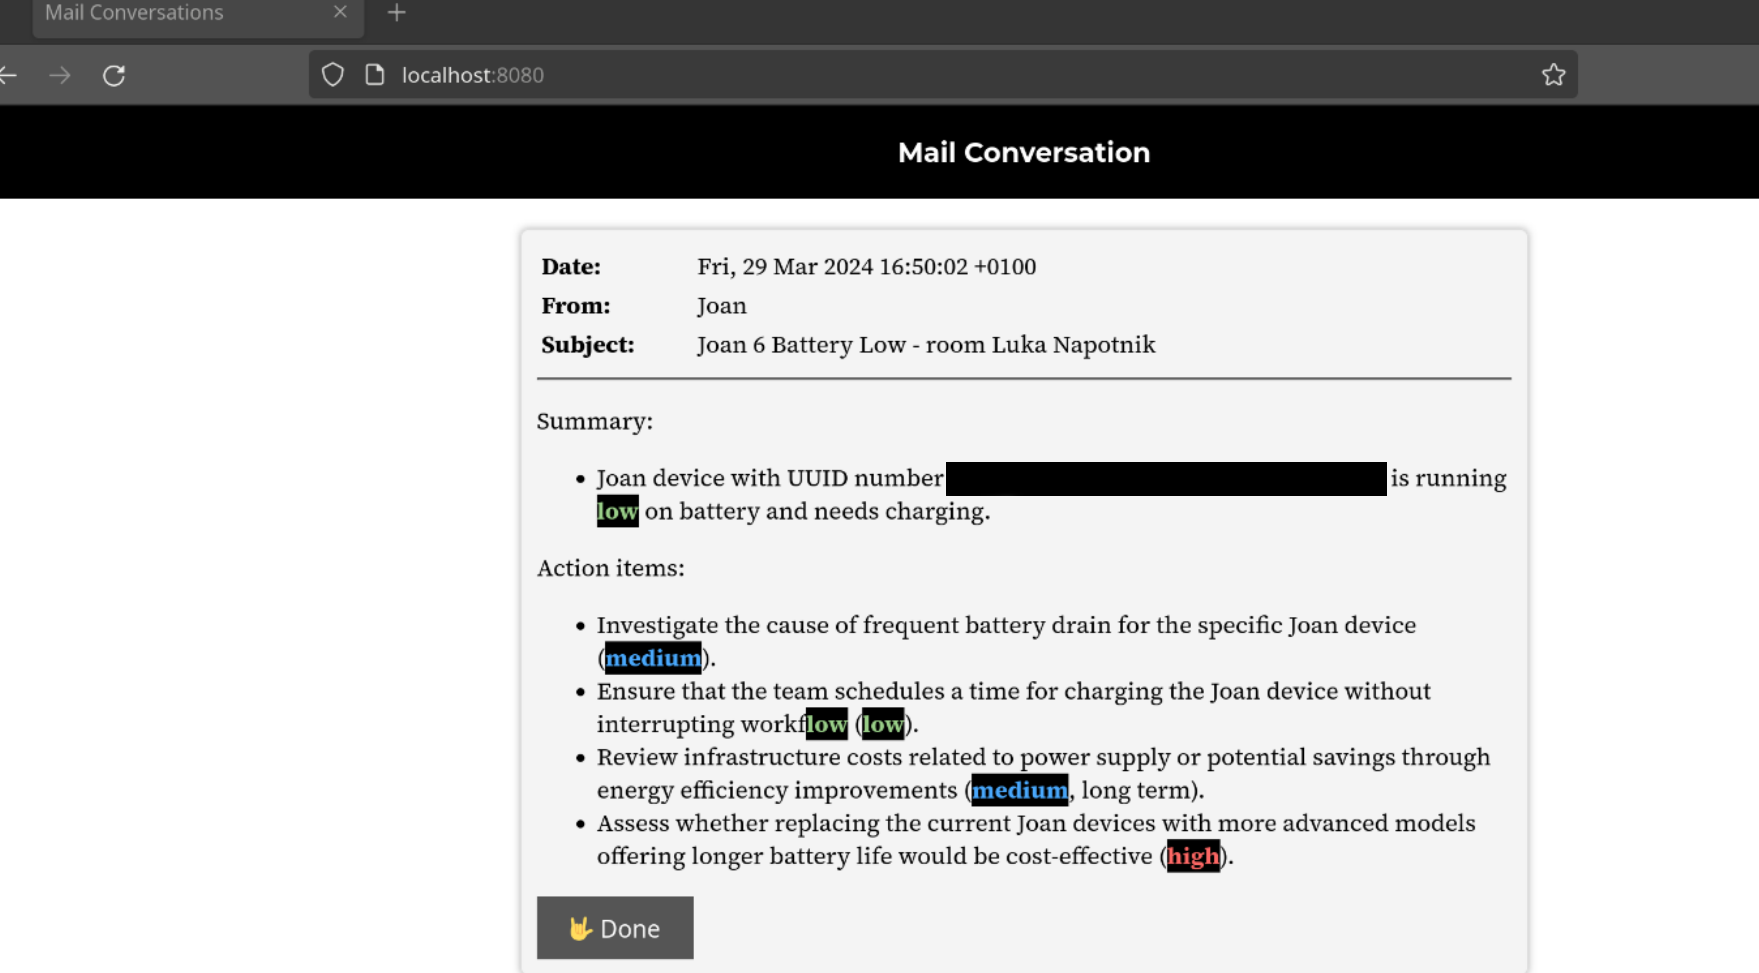 Mail Conversations
localhost:8080
Mail Conversation
Date: Fri, 29 Mar 2024 16:50:02 +0100
From: Joan
Subject: Joan 6 Battery Low - room Luka Napotnik
Summary:
• Joan device with UUID number is running
low on battery and needs charging.
Action items:
• Investigate the cause of frequent battery drain for the specific Joan device
(medium).
• Ensure that the team schedules a time for charging the Joan device without
interrupting workflow (low).
• Review infrastructure costs related to power supply or potential savings through
energy efficiency improvements (medium, long term).
• Assess whether replacing the current Joan devices with more advanced models
offering longer battery life would be cost-effective (high).
🤟 Done